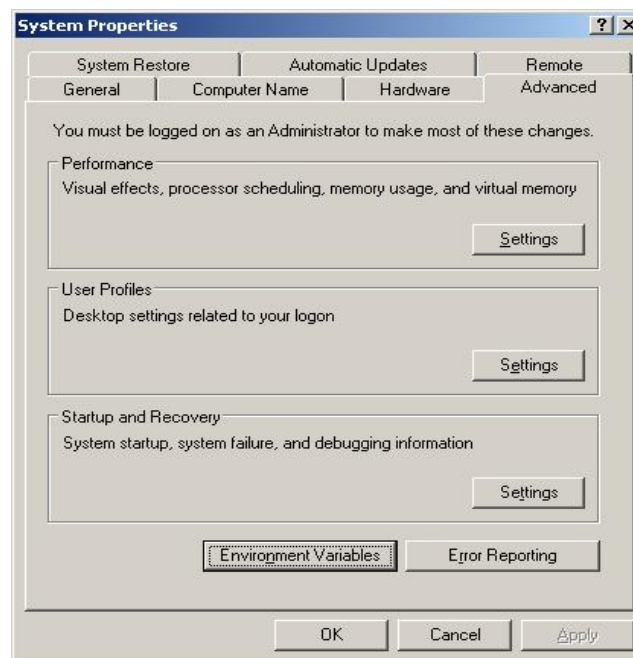 System Properties
? X
System Restore Automatic Updates Remote
General Computer Name Hardware Advanced
You must be logged on as an Administrator to make most of these changes.
Performance
Visual effects, processor scheduling, memory usage, and virtual memory
Settings
User Profiles
Desktop settings related to your logon
Settings
Startup and Recovery
System startup, system failure, and debugging information
Settings
Environment Variables Error Reporting
OK Cancel Apply